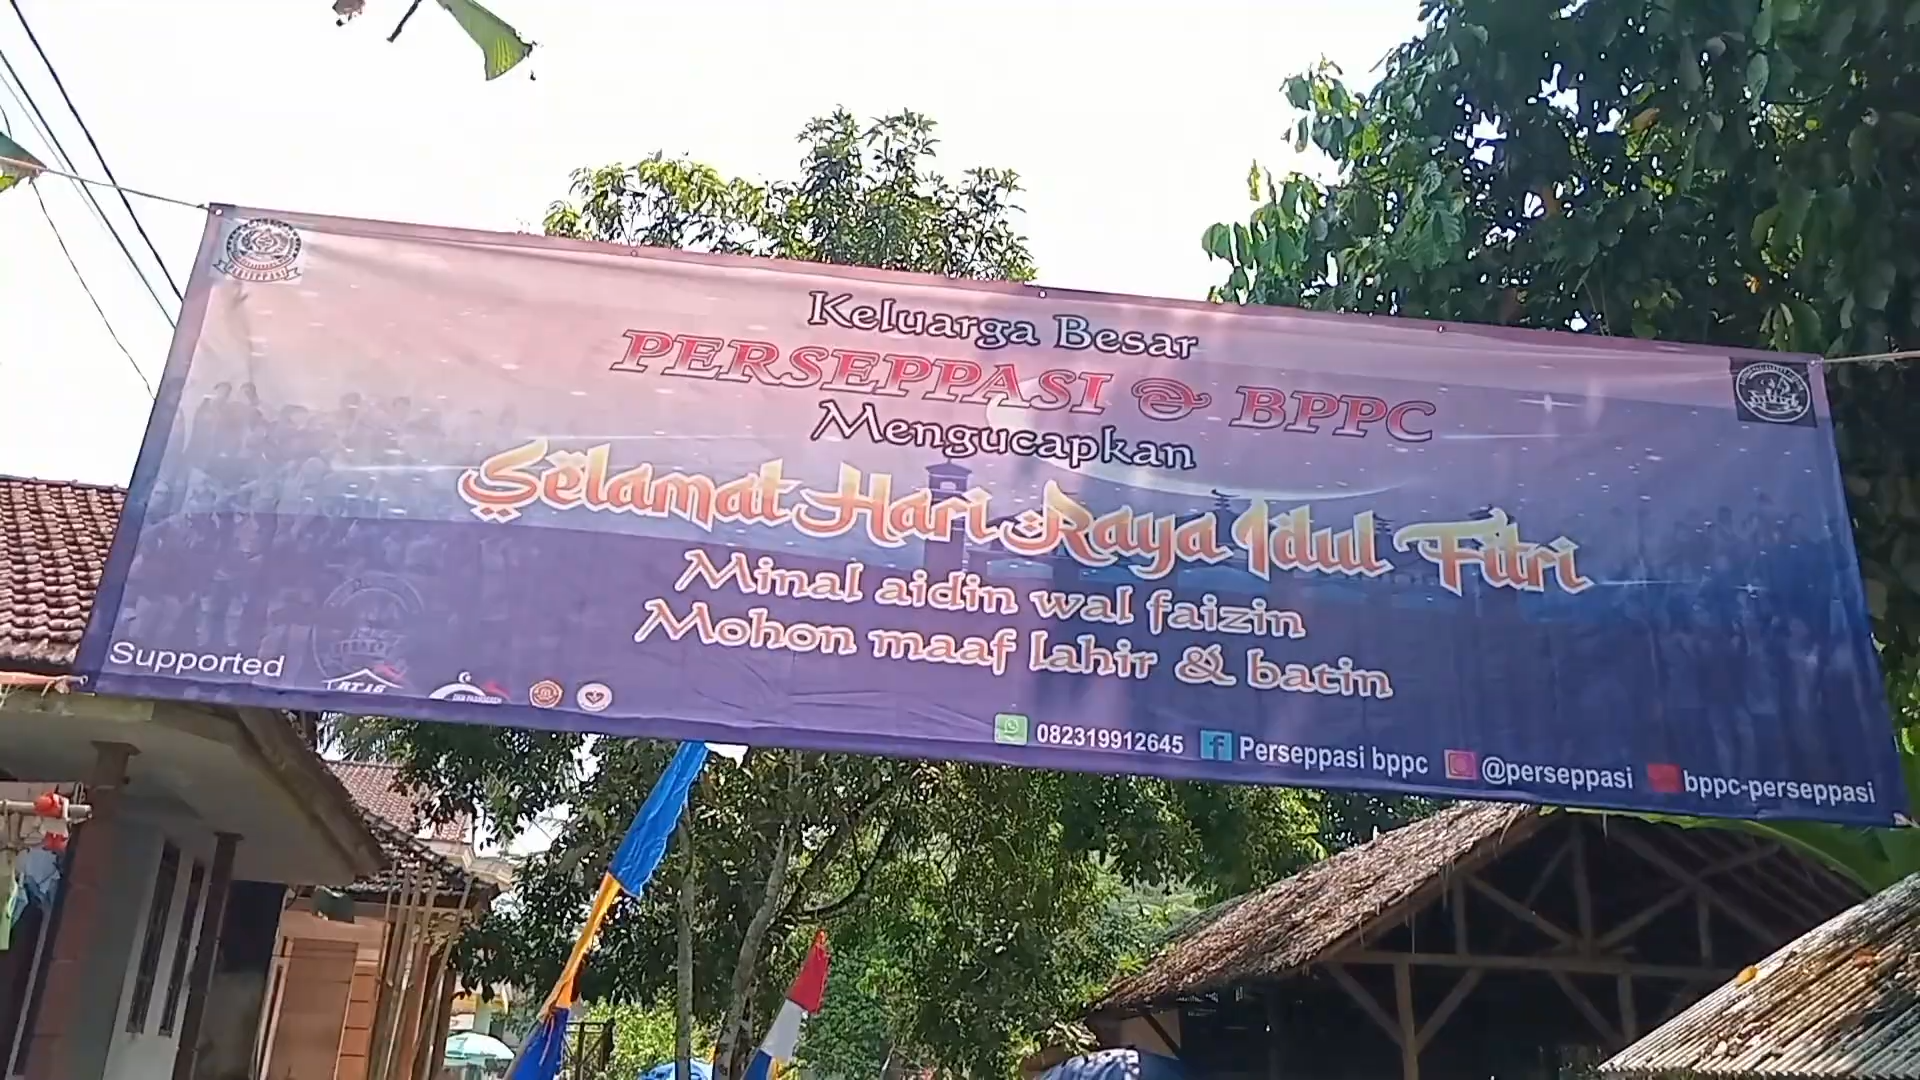 PERSEPPASI
Keluarga Besar
PERSEPPASI & BPPC
Mengucapkan
Selamat Hari Raya Idul Fitri
Minal aidin wal faizin
Mohon maaf lahir & batin
Supported
082319912645 Perseppasi bppc @perseppasi bppc-perseppasi